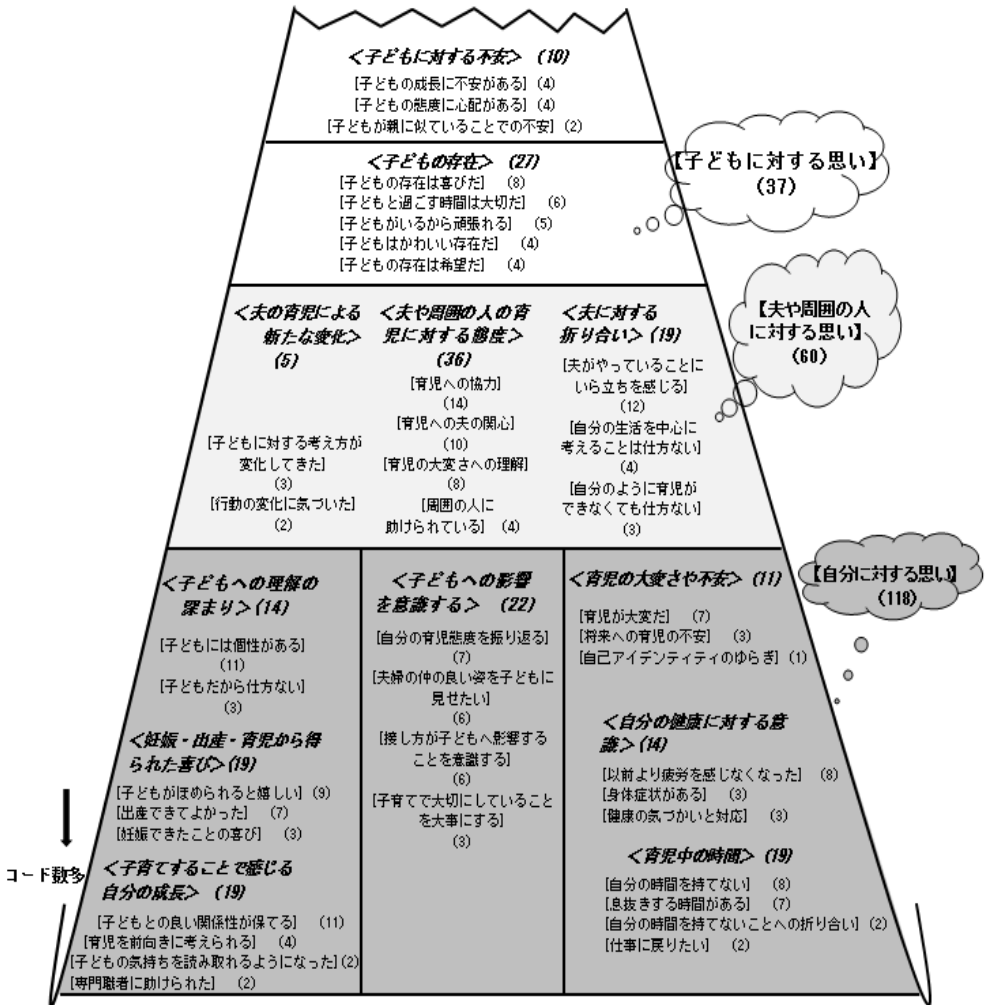 ＜子どもに対する不安＞ (10)
[子どもの成長に不安がある] (4)
[子どもの態度に心配がある] (4)
[子どもが親に似ていることでの不安] (2)
＜子どもの存在＞ (27)
[子どもの存在は喜びだ] (8)
[子どもと過ごす時間は大切だ] (6)
[子どもがいるから頑張れる] (5)
[子どもはかわいい存在だ] (4)
[子どもの存在は希望だ] (4)
【子どもに対する思い】
(37)
＜夫の育児による
新たな変化＞
(5)
[子どもに対する考え方が
変化してきた]
(3)
[行動の変化に気づいた]
(2)
＜夫や周囲の人の育
児に対する態度＞
(36)
[育児への協力]
(14)
[育児への夫の関心]
(10)
[育児の大変さへの理解]
(8)
[周囲の人に
助けられている] (4)
＜夫に対する
折り合い＞(19)
[夫がやっていることに
いら立ちを感じる]
(12)
[自分の生活を中心に
考えることは仕方ない]
(4)
[自分のように育児が
できなくても仕方ない]
(3)
【夫や周囲の人
に対する思い】
(60)
＜子どもへの理解の
深まり＞(14)
[子どもには個性がある]
(11)
[子どもだから仕方ない]
(3)
＜妊娠・出産・育児から得
られた喜び＞(19)
[子どもがほめられると嬉しい] (9)
[出産できてよかった] (7)
[妊娠できたことの喜び] (3)
＜子育てすることで感じる
自分の成長＞ (19)
[子どもとの良い関係性が保てる] (11)
[育児を前向きに考えられる] (4)
[子どもの気持ちを読み取れるようになった] (2)
[専門職者に助けられた] (2)
＜子どもへの影響
を意識する＞ (22)
[自分の育児態度を振り返る]
(7)
[夫婦の仲の良い姿を子どもに
見せたい]
(6)
[接し方が子どもへ影響する
ことを意識する]
(6)
[子育てで大切にしていること
を大事にする]
(3)
＜育児の大変さや不安＞ (11)
[育児が大変だ] (7)
[将来への育児の不安] (3)
[自己アイデンティティのゆらぎ] (1)
＜自分の健康に対する意
識＞(14)
[以前より疲労を感じなくなった] (8)
[身体症状がある] (3)
[健康の気づかいと対応] (3)
＜育児中の時間＞ (19)
[自分の時間を持てない] (8)
[息抜きする時間がある] (7)
[自分の時間を持てないことへの折り合い] (2)
[仕事に戻りたい] (2)
【自分に対する思い】
(118)
コード数多